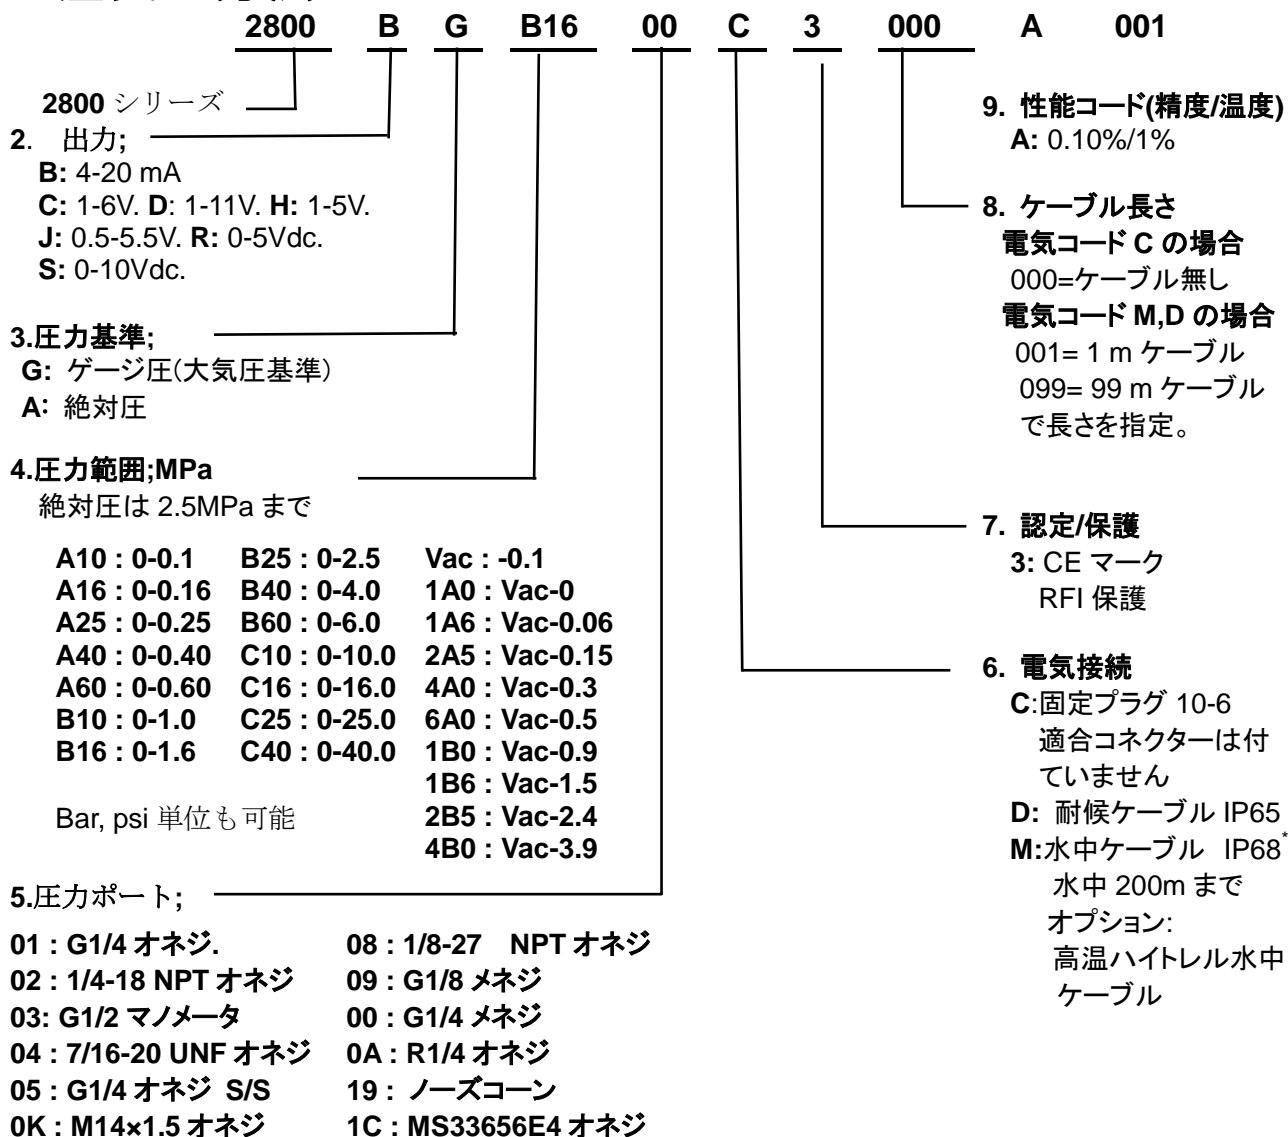 2800 B G B16 00 C 3 000 A 001
2800 シリーズ
2. 出力;
B: 4-20 mA
C: 1-6V. D: 1-11V. H: 1-5V.
J: 0.5-5.5V. R: 0-5Vdc.
S: 0-10Vdc.
3.圧力基準;
G: ゲージ圧(大気圧基準)
A: 絶対圧
4.圧力範囲;MPa
絶対圧は 2.5MPa まで
A10 : 0-0.1 B25 : 0-2.5 Vac : -0.1
A16 : 0-0.16 B40 : 0-4.0 1A0 : Vac-0
A25 : 0-0.25 B60 : 0-6.0 1A6 : Vac-0.06
A40 : 0-0.40 C10 : 0-10.0 2A5 : Vac-0.15
A60 : 0-0.60 C16 : 0-16.0 4A0 : Vac-0.3
B10 : 0-1.0 C25 : 0-25.0 6A0 : Vac-0.5
B16 : 0-1.6 C40 : 0-40.0 1B0 : Vac-0.9
1B6 : Vac-1.5
Bar, psi 単位も可能 2B5 : Vac-2.4
4B0 : Vac-3.9
5.圧力ポート;
01 : G1/4 オネジ. 08 : 1/8-27 NPT オネジ
02 : 1/4-18 NPT オネジ 09 : G1/8 メネジ
03: G1/2 マノメータ 00 : G1/4 メネジ
04 : 7/16-20 UNF オネジ 0A : R1/4 オネジ
05 : G1/4 オネジ S/S 19 : ノーズコーン
0K : M14×1.5 オネジ 1C : MS33656E4 オネジ
9. 性能コード(精度/温度)
A: 0.10%/1%
8. ケーブル長さ
電気コード C の場合
000=ケーブル無し
電気コード M,D の場合
001= 1 m ケーブル
099= 99 m ケーブル
で長さを指定。
7. 認定/保護
3: CE マーク
RFI 保護
6. 電気接続
C:固定プラグ 10-6
適合コネクターは付
ていません
D: 耐候ケーブル IP65
M:水中ケーブル IP68*
水中 200m まで
オプション:
高温ハイトレル水中
ケーブル